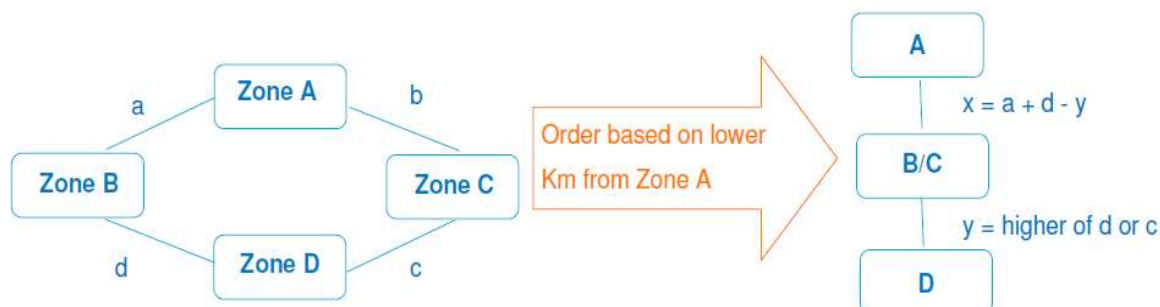 Zone A
a
b
Zone B
Zone C
d
Zone D
c
Order based on lower
Km from Zone A
A
x = a + d - y
B/C
y = higher of d or c
D